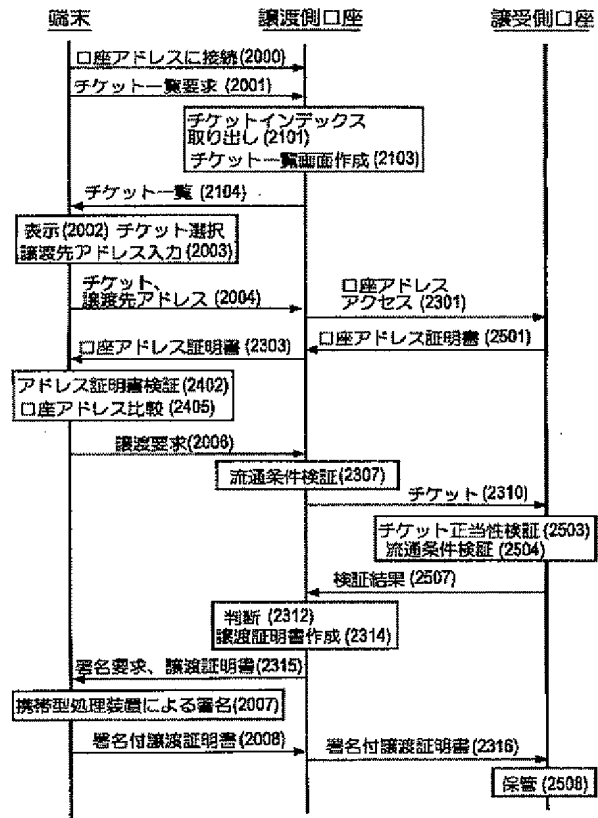 端末
譲渡側口座
譲受側口座
口座アドレスに接続(2000)
チケット一覧要求 (2001)
チケットインデックス
取り出し(2101)
チケット一覧画面作成(2103)
チケット一覧 (2104)
表示(2002) チケット選択
譲渡先アドレス入力(2003)
チケット、
譲渡先アドレス (2004)
口座アドレス
アクセス (2301)
口座アドレス証明書(2501)
口座アドレス証明書(2303)
アドレス証明書検証(2402)
口座アドレス比較(2405)
譲渡要求(2006)
流通条件検証(2307)
チケット(2310)
チケット正当性検証(2503)
流通条件検証(2504)
検証結果 (2507)
判断 (2312)
譲渡証明書作成(2314)
署名要求、譲渡証明書(2315)
携帯型処理装置による署名(2007)
署名付譲渡証明書(2008)
署名付譲渡証明書(2316)
保管 (2508)